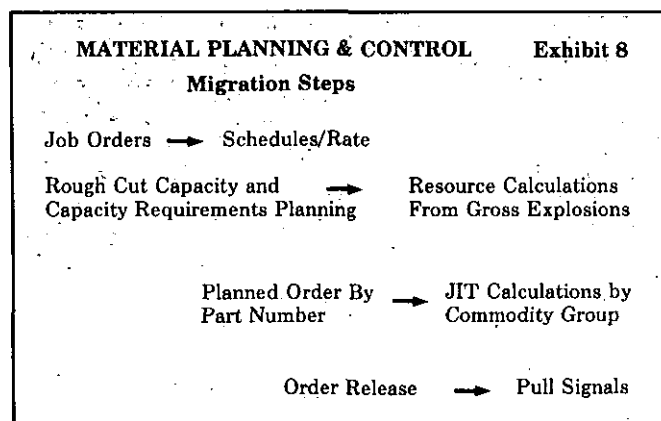 MATERIAL PLANNING & CONTROL Exhibit 8
Migration Steps
Job Orders → Schedules/Rate
Rough Cut Capacity and → Resource Calculations
Capacity Requirements Planning From Gross Explosions
Planned Order By → JIT Calculations by
Part Number Commodity Group
Order Release → Pull Signals